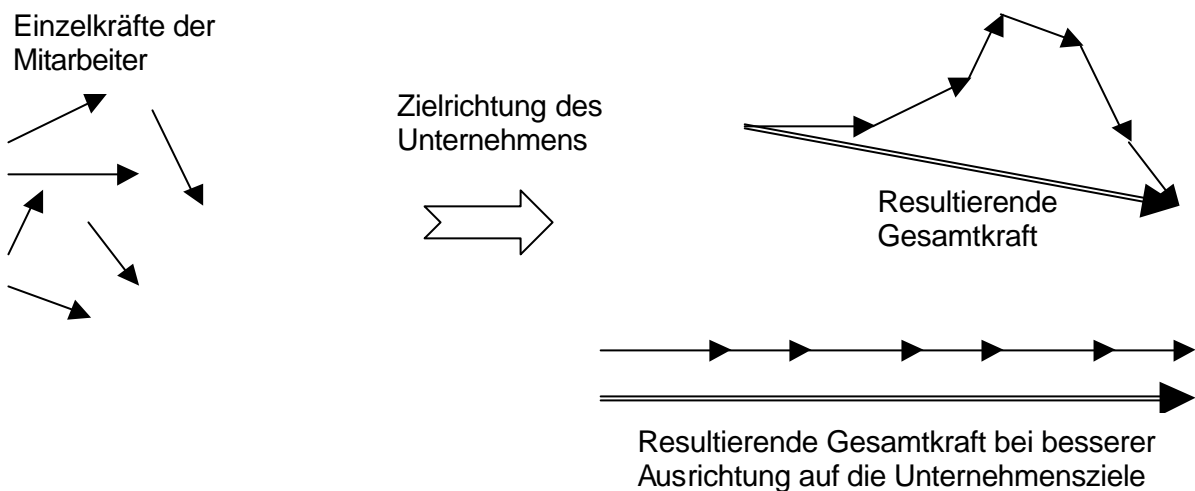 Einzelkräfte der
Mitarbeiter
Zielrichtung des
Unternehmens
Resultierende
Gesamtkraft
Resultierende Gesamtkraft bei besserer
Ausrichtung auf die Unternehmensziele